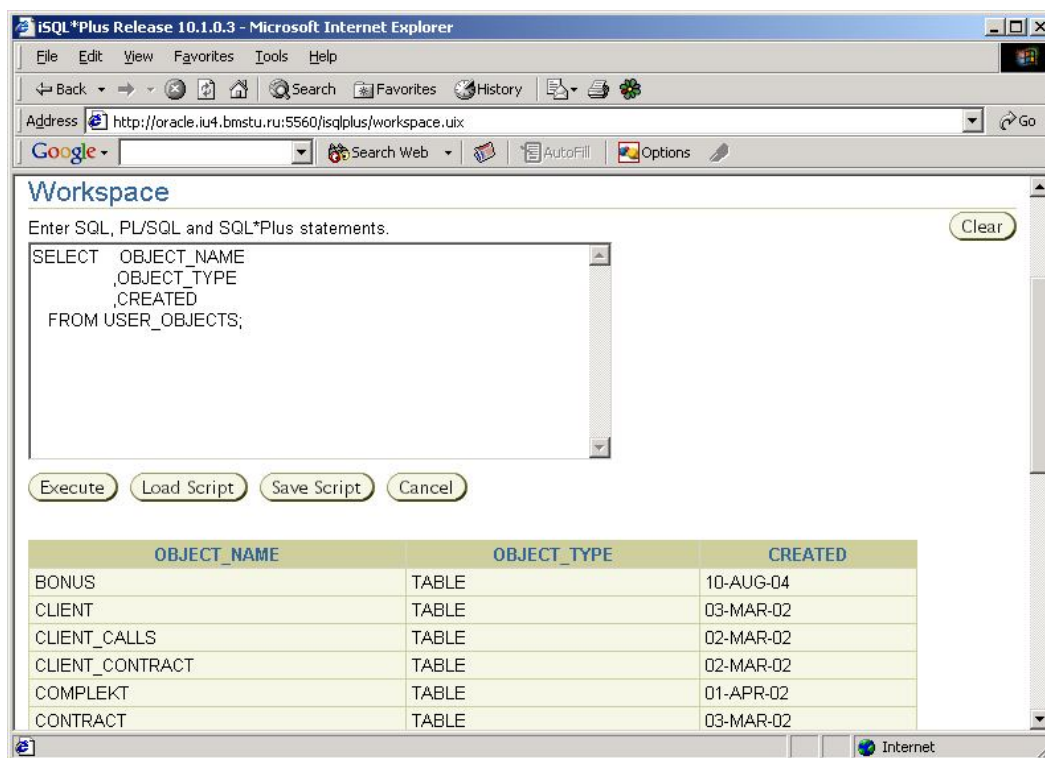 iSQL*Plus Release 10.1.0.3 - Microsoft Internet Explorer
File Edit View Favorites Tools Help
Back Search Favorites History
Address http://oracle.iu4.bmstu.ru:5560/isqlplus/workspace.uix Go
Google Search Web AutoFill Options
Workspace
Enter SQL, PL/SQL and SQL*Plus statements. Clear
SELECT OBJECT_NAME
,OBJECT_TYPE
,CREATED
FROM USER_OBJECTS;
Execute Load Script Save Script Cancel
OBJECT_NAME OBJECT_TYPE CREATED
BONUS TABLE 10-AUG-04
CLIENT TABLE 03-MAR-02
CLIENT_CALLS TABLE 02-MAR-02
CLIENT_CONTRACT TABLE 02-MAR-02
COMPLEKT TABLE 01-APR-02
CONTRACT TABLE 03-MAR-02
Internet